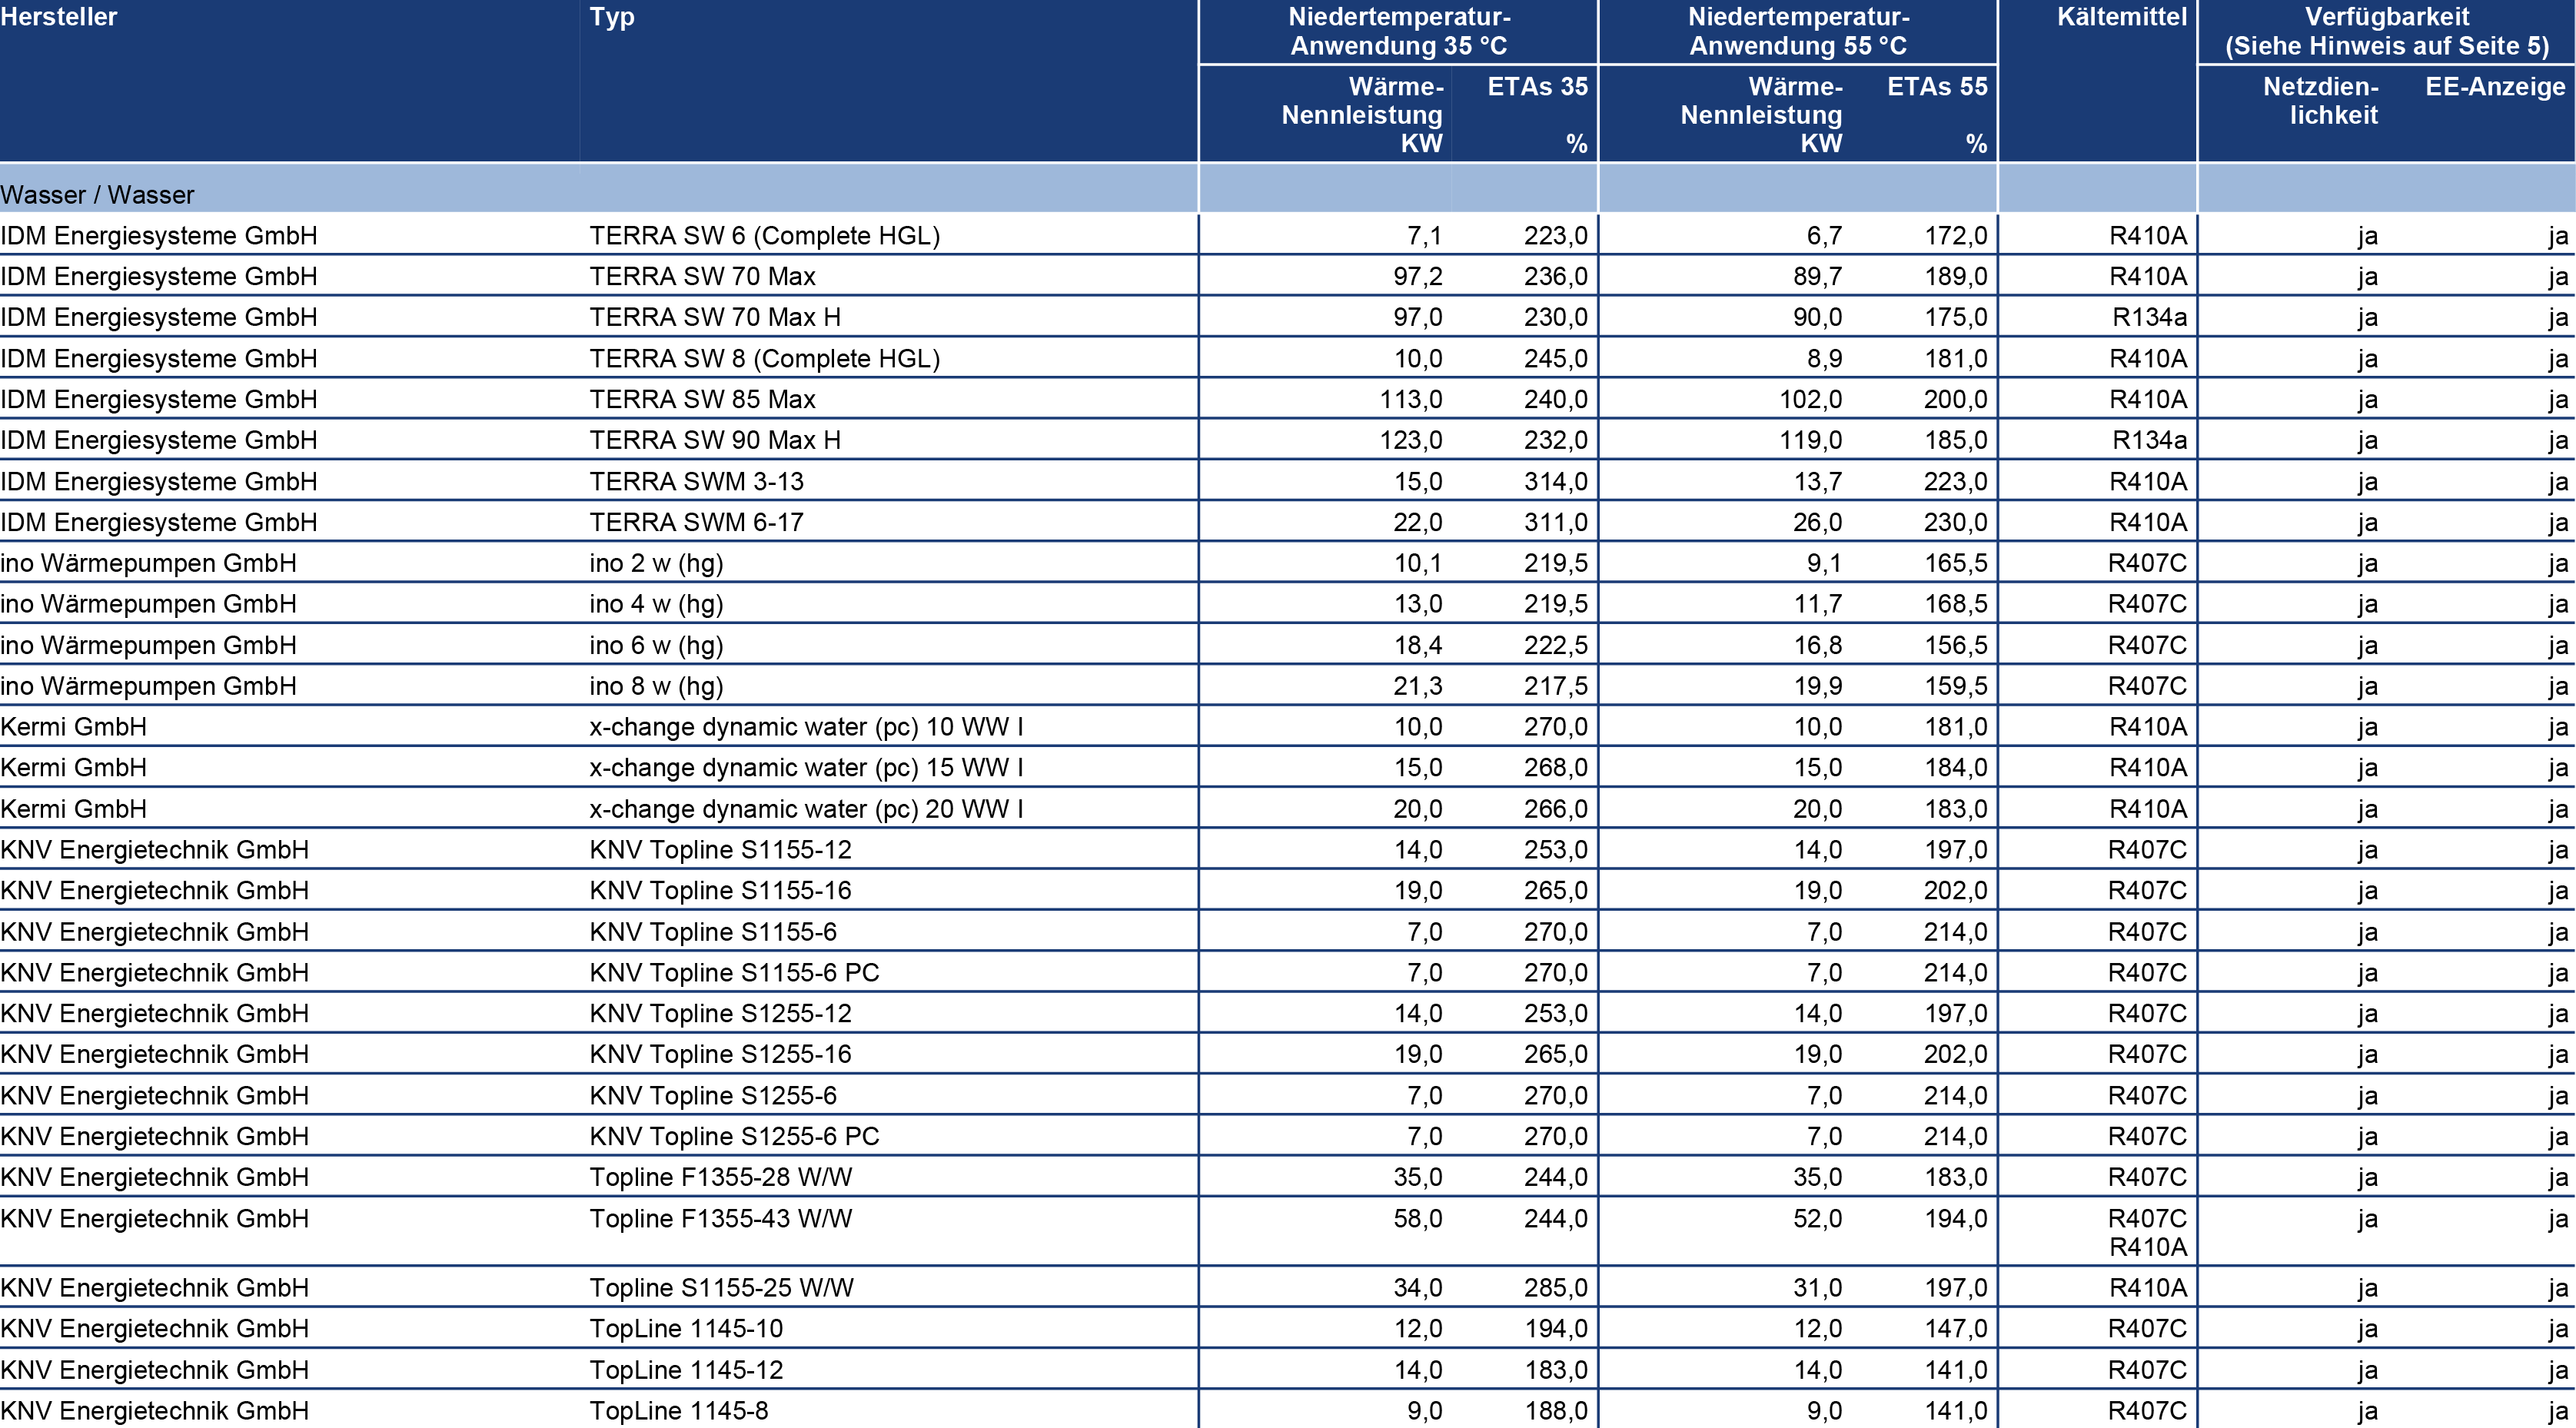 Hersteller Typ Niedertemperatur- Niedertemperatur- Kältemittel Verfügbarkeit
Anwendung 35 °C Anwendung 55 °C (Siehe Hinweis auf Seite 5)
Wärme- ETAs 35 Wärme- ETAs 55 Netzdien- EE-Anzeige
Nennleistung Nennleistung lichkeit
KW % KW %
Wasser / Wasser
IDM Energiesysteme GmbH TERRA SW 6 (Complete HGL) 7,1 223,0 6,7 172,0 R410A ja ja
IDM Energiesysteme GmbH TERRA SW 70 Max 97,2 236,0 89,7 189,0 R410A ja ja
IDM Energiesysteme GmbH TERRA SW 70 Max H 97,0 230,0 90,0 175,0 R134a ja ja
IDM Energiesysteme GmbH TERRA SW 8 (Complete HGL) 10,0 245,0 8,9 181,0 R410A ja ja
IDM Energiesysteme GmbH TERRA SW 85 Max 113,0 240,0 102,0 200,0 R410A ja ja
IDM Energiesysteme GmbH TERRA SW 90 Max H 123,0 232,0 119,0 185,0 R134a ja ja
IDM Energiesysteme GmbH TERRA SWM 3-13 15,0 314,0 13,7 223,0 R410A ja ja
IDM Energiesysteme GmbH TERRA SWM 6-17 22,0 311,0 26,0 230,0 R410A ja ja
ino Wärmepumpen GmbH ino 2 w (hg) 10,1 219,5 9,1 165,5 R407C ja ja
ino Wärmepumpen GmbH ino 4 w (hg) 13,0 219,5 11,7 168,5 R407C ja ja
ino Wärmepumpen GmbH ino 6 w (hg) 18,4 222,5 16,8 156,5 R407C ja ja
ino Wärmepumpen GmbH ino 8 w (hg) 21,3 217,5 19,9 159,5 R407C ja ja
Kermi GmbH x-change dynamic water (pc) 10 WW I 10,0 270,0 10,0 181,0 R410A ja ja
Kermi GmbH x-change dynamic water (pc) 15 WW I 15,0 268,0 15,0 184,0 R410A ja ja
Kermi GmbH x-change dynamic water (pc) 20 WW I 20,0 266,0 20,0 183,0 R410A ja ja
KNV Energietechnik GmbH KNV Topline S1155-12 14,0 253,0 14,0 197,0 R407C ja ja
KNV Energietechnik GmbH KNV Topline S1155-16 19,0 265,0 19,0 202,0 R407C ja ja
KNV Energietechnik GmbH KNV Topline S1155-6 7,0 270,0 7,0 214,0 R407C ja ja
KNV Energietechnik GmbH KNV Topline S1155-6 PC 7,0 270,0 7,0 214,0 R407C ja ja
KNV Energietechnik GmbH KNV Topline S1255-12 14,0 253,0 14,0 197,0 R407C ja ja
KNV Energietechnik GmbH KNV Topline S1255-16 19,0 265,0 19,0 202,0 R407C ja ja
KNV Energietechnik GmbH KNV Topline S1255-6 7,0 270,0 7,0 214,0 R407C ja ja
KNV Energietechnik GmbH KNV Topline S1255-6 PC 7,0 270,0 7,0 214,0 R407C ja ja
KNV Energietechnik GmbH Topline F1355-28 W/W 35,0 244,0 35,0 183,0 R407C ja ja
KNV Energietechnik GmbH Topline F1355-43 W/W 58,0 244,0 52,0 194,0 R407C ja ja
R410A
KNV Energietechnik GmbH Topline S1155-25 W/W 34,0 285,0 31,0 197,0 R410A ja ja
KNV Energietechnik GmbH TopLine 1145-10 12,0 194,0 12,0 147,0 R407C ja ja
KNV Energietechnik GmbH TopLine 1145-12 14,0 183,0 14,0 141,0 R407C ja ja
KNV Energietechnik GmbH TopLine 1145-8 9,0 188,0 9,0 141,0 R407C ja ja